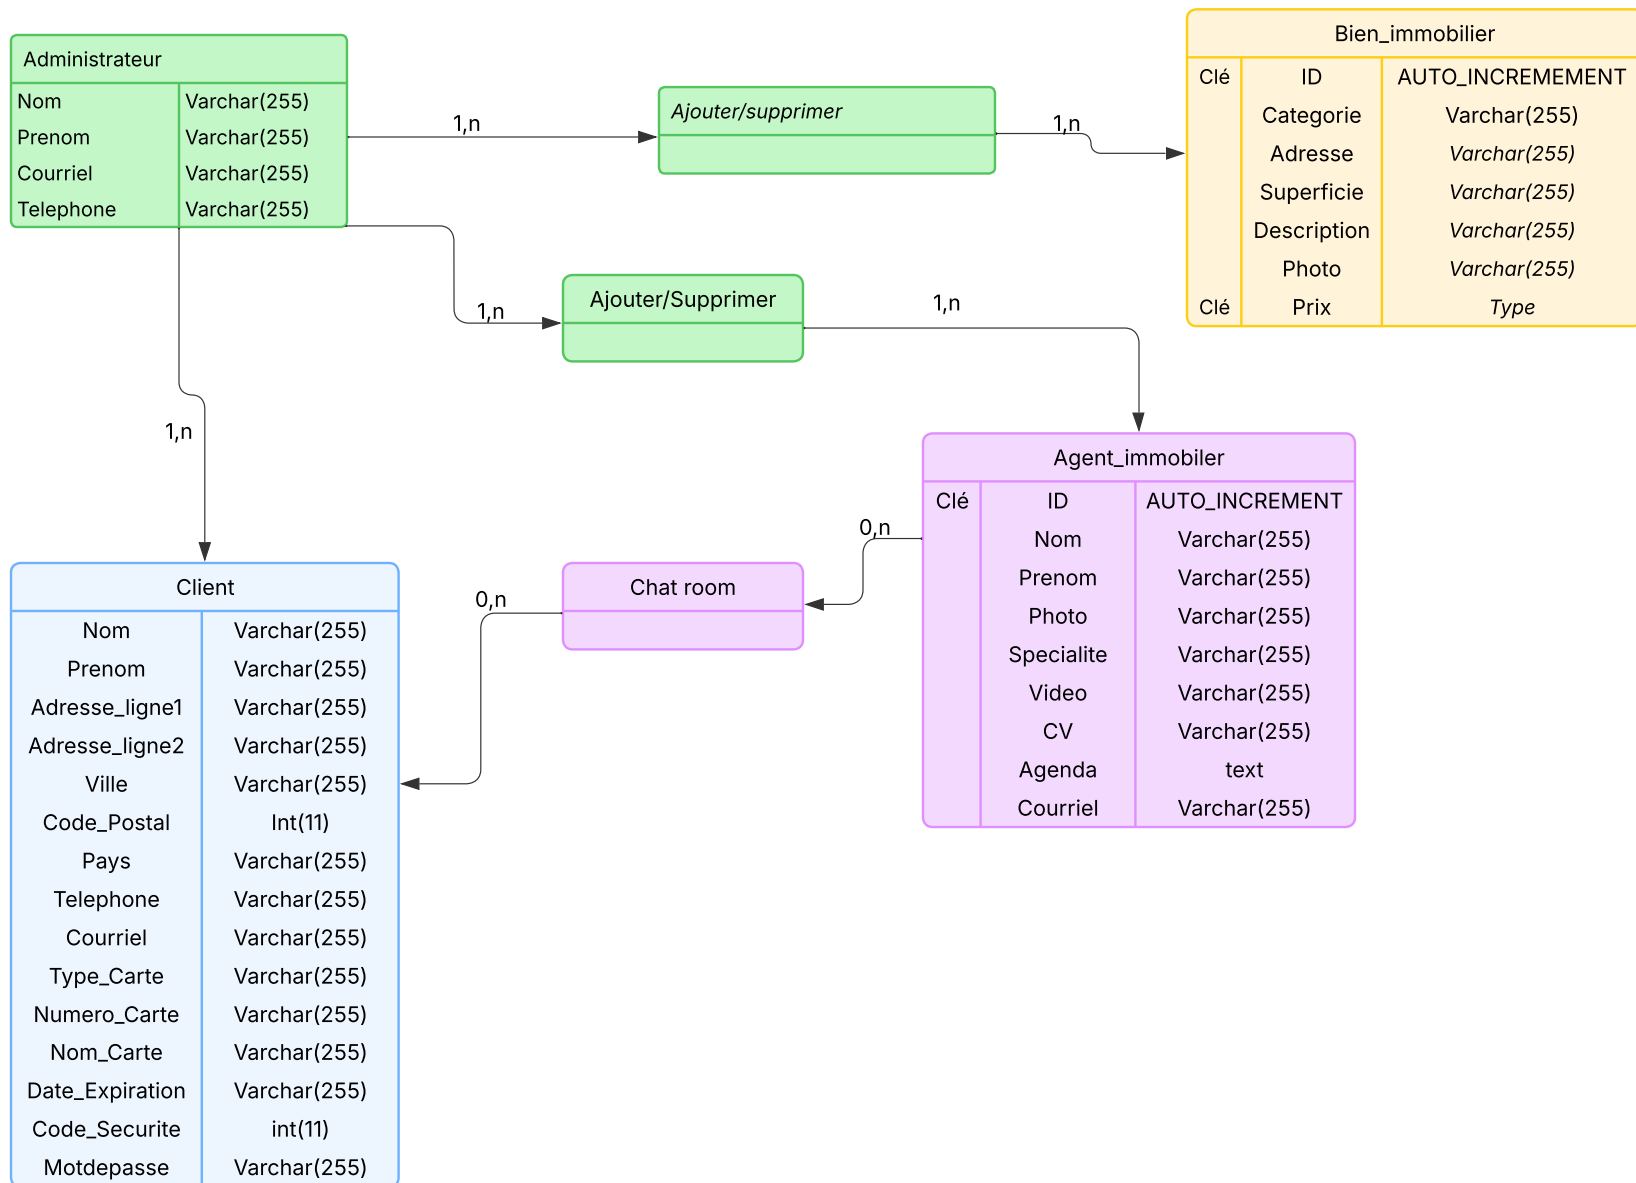 Administrateur
Nom Varchar(255)
Prenom Varchar(255)
Courriel Varchar(255)
Telephone Varchar(255)
1,n
Ajouter/supprimer
1,n
Bien_immobilier
Clé ID AUTO_INCREMEMENT
Categorie Varchar(255)
Adresse Varchar(255)
Superficie Varchar(255)
Description Varchar(255)
Photo Varchar(255)
Clé Prix Type
1,n
Ajouter/Supprimer
1,n
1,n
Agent_immobiler
Clé ID AUTO_INCREMENT
Nom Varchar(255)
Prenom Varchar(255)
Photo Varchar(255)
Specialite Varchar(255)
Video Varchar(255)
CV Varchar(255)
Agenda text
Courriel Varchar(255)
0,n
Chat room
0,n
Client
Nom Varchar(255)
Prenom Varchar(255)
Adresse_ligne1 Varchar(255)
Adresse_ligne2 Varchar(255)
Ville Varchar(255)
Code_Postal Int(11)
Pays Varchar(255)
Telephone Varchar(255)
Courriel Varchar(255)
Type_Carte Varchar(255)
Numero_Carte Varchar(255)
Nom_Carte Varchar(255)
Date_Expiration Varchar(255)
Code_Securite int(11)
Motdepasse Varchar(255)